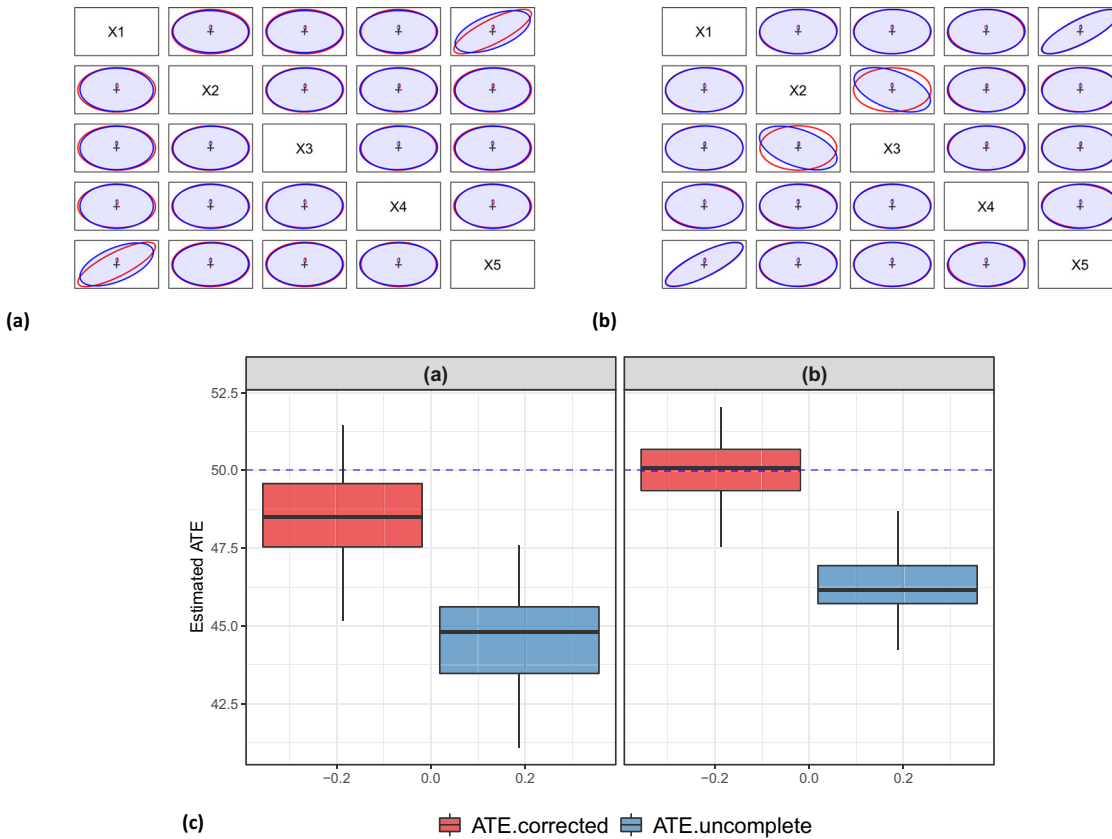 X1
X2
X3
X4
X5
(a)
X1
X2
X3
X4
X5
(b)
(a)
(b)
52.5
50.0
47.5
45.0
42.5
Estimated ATE
−0.2 0.0 0.2
−0.2 0.0 0.2
(c)
ATE.corrected ATE.uncomplete